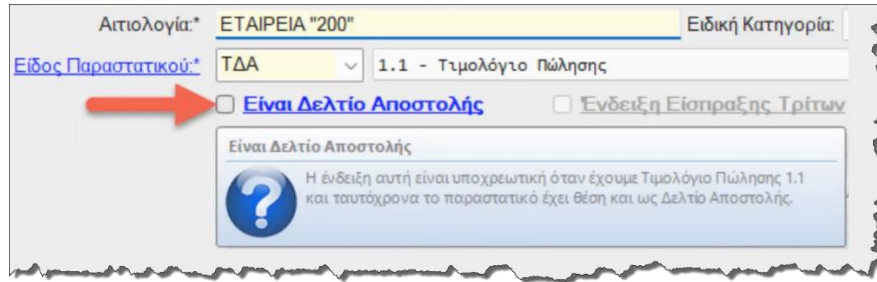 Αιτιολογία:* ΕΤΑΙΡΕΙΑ "200" Ειδική Κατηγορία:
Είδος Παραστατικού:* ΤΔΑ 1.1 - Τιμολόγιο Πώλησης
Είναι Δελτίο Αποστολής Ένδειξη Είσπραξης Τρίτων
Είναι Δελτίο Αποστολής
Η ένδειξη αυτή είναι υποχρεωτική όταν έχουμε Τιμολόγιο Πώλησης 1.1
και ταυτόχρονα το παραστατικό έχει θέση και ως Δελτίο Αποστολής.